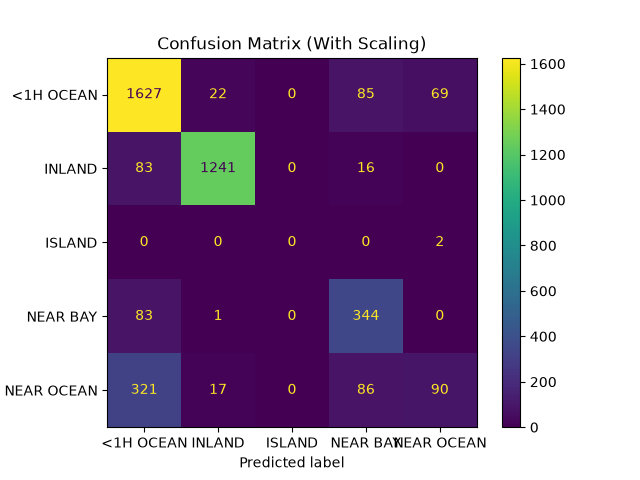 Confusion Matrix (With Scaling)
<1H OCEAN 1627 22 0 85 69
INLAND 83 1241 0 16 0
ISLAND 0 0 0 0 2
NEAR BAY 83 1 0 344 0
NEAR OCEAN 321 17 0 86 90
<1H OCEAN INLAND ISLAND NEAR BAY NEAR OCEAN
Predicted label
1600
1400
1200
1000
800
600
400
200
0